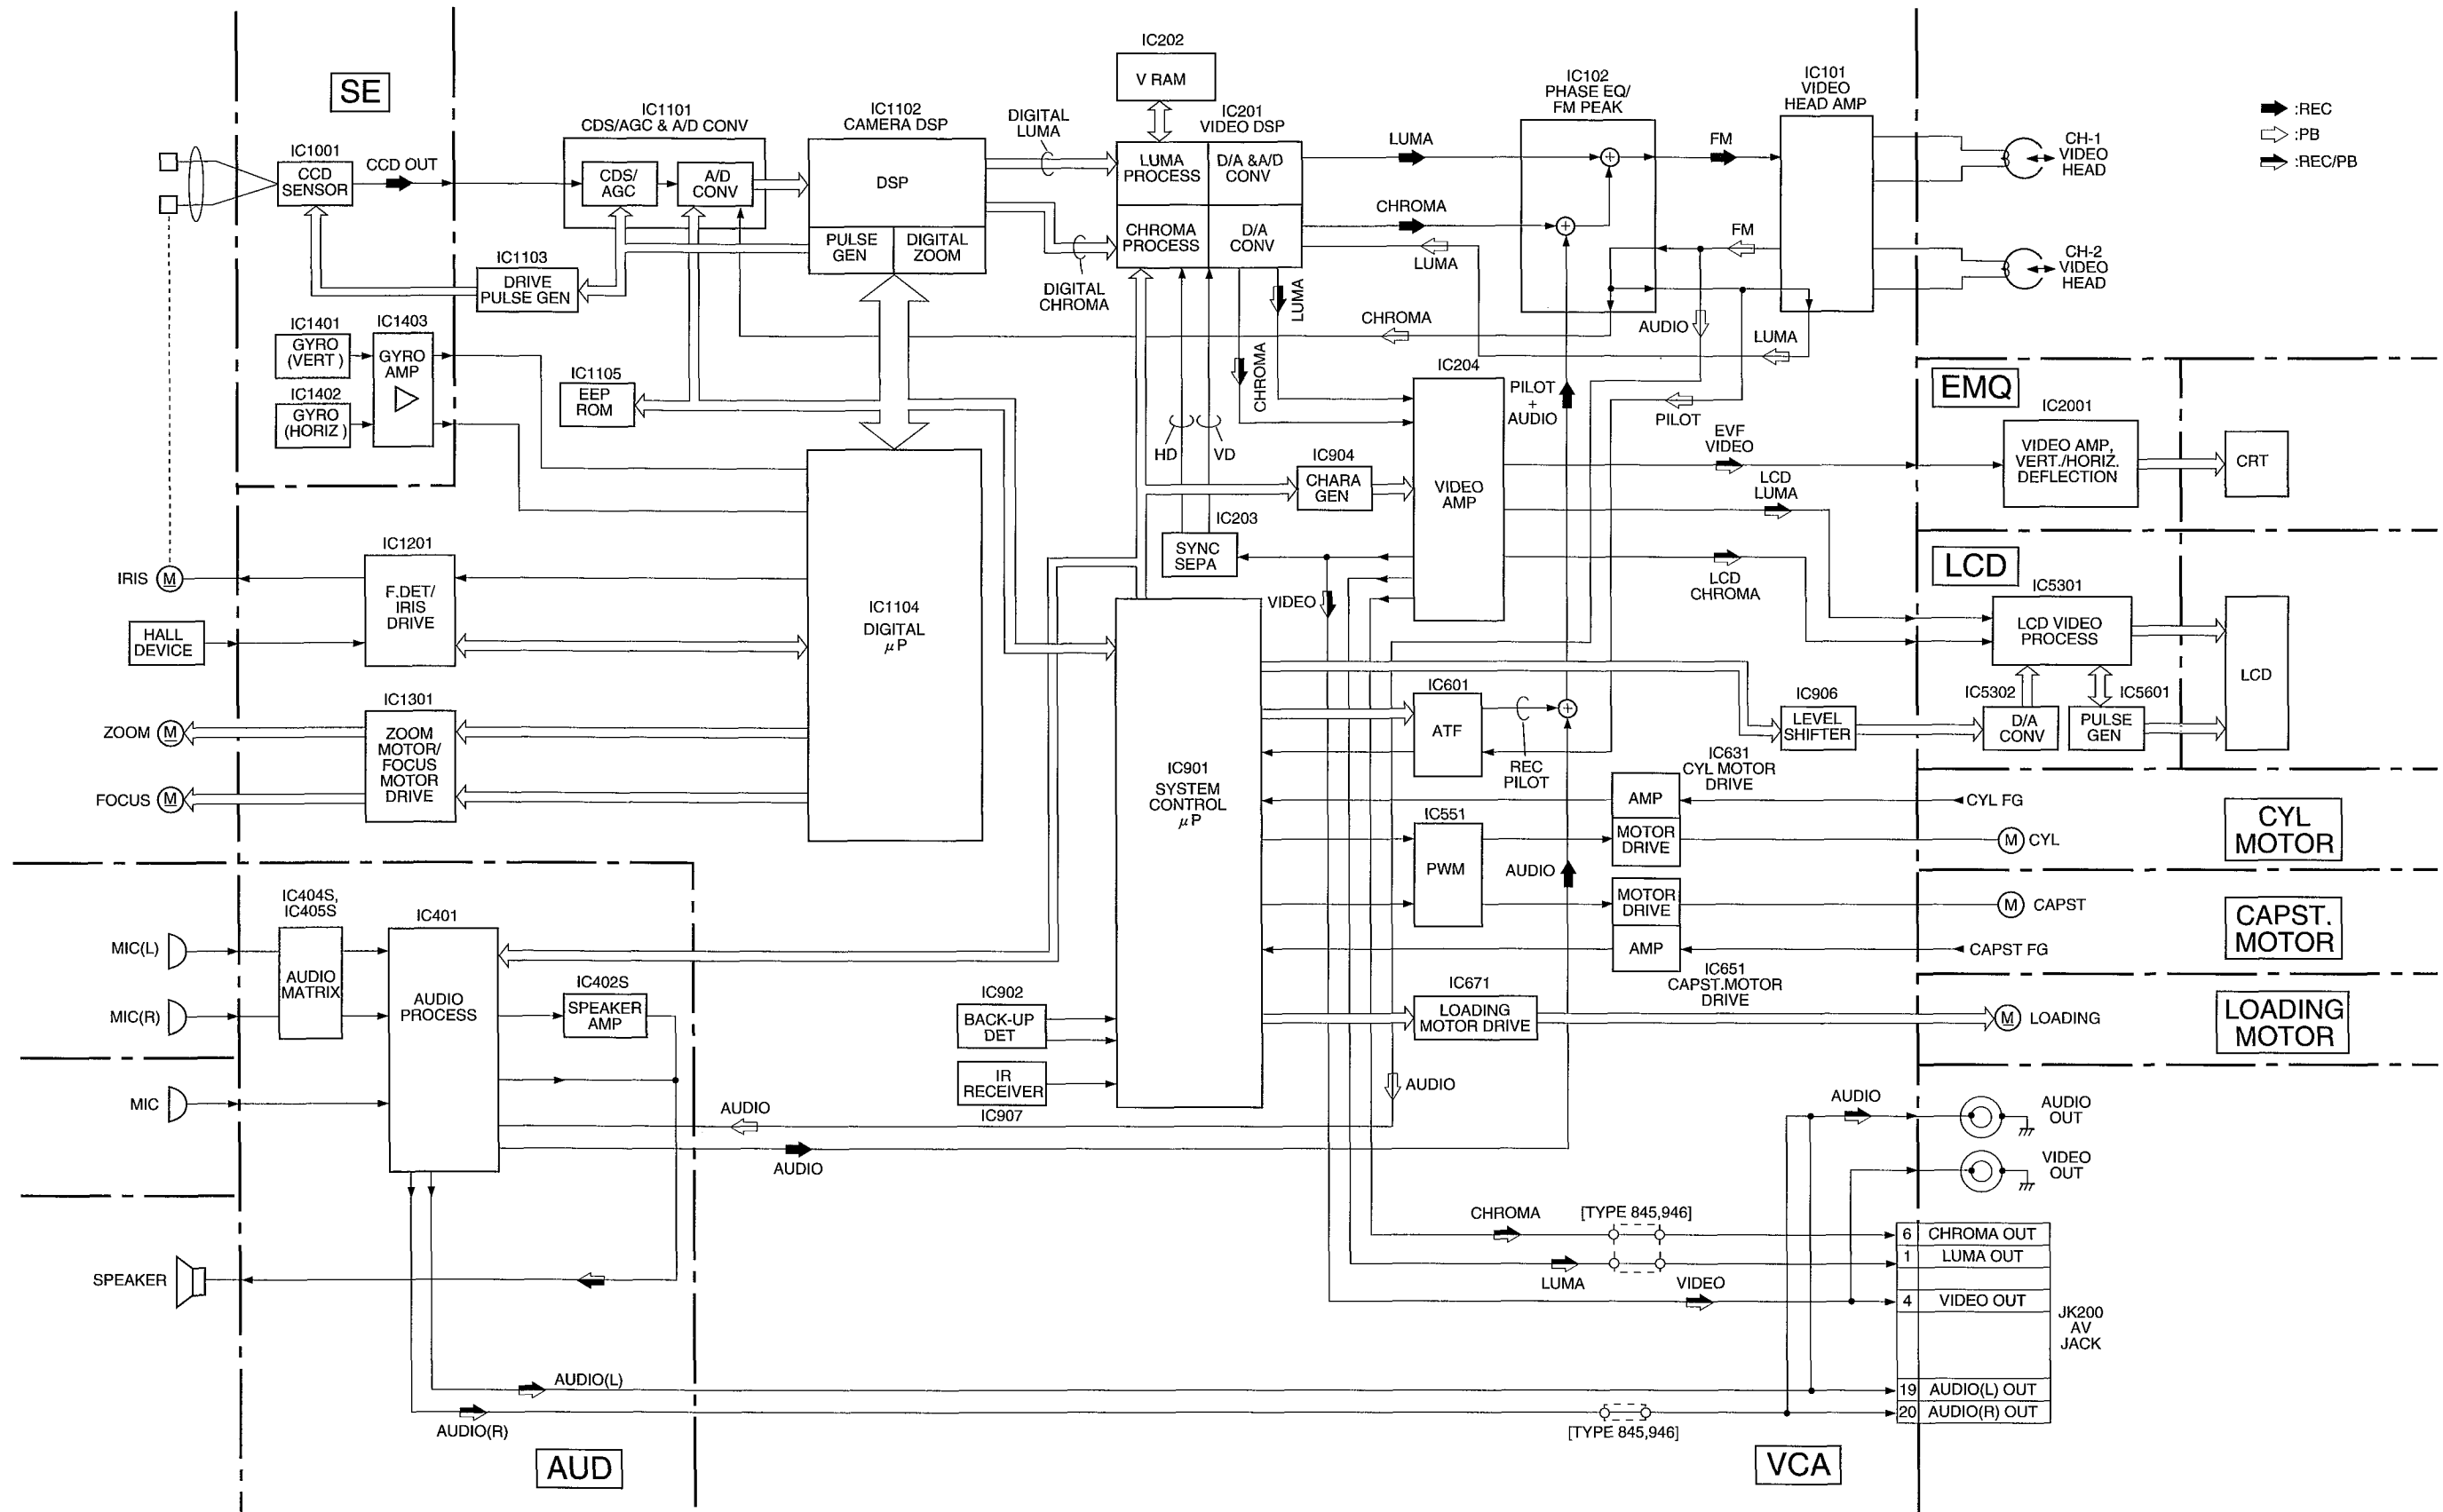 SE
IC1001
CCD
SENSOR
CCD OUT
IC1101
CDS/AGC & A/D CONV
CDS/
AGC
A/D
CONV
IC1102
CAMERA DSP
DSP
PULSE
GEN
DIGITAL
ZOOM
DIGITAL
LUMA
DIGITAL
CHROMA
IC202
V RAM
IC201
VIDEO DSP
LUMA
PROCESS
D/A &A/D
CONV
CHROMA
PROCESS
D/A
CONV
LUMA
CHROMA
LUMA
IC102
PHASE EQ/
FM PEAK
FM
FM
IC101
VIDEO
HEAD AMP
CH-1
VIDEO
HEAD
CH-2
VIDEO
HEAD
:REC
:PB
:REC/PB
IC1103
DRIVE
PULSE GEN
IC1401
GYRO
(VERT )
IC1402
GYRO
(HORIZ )
IC1403
GYRO
AMP
IC1105
EEP
ROM
CHROMA
LUMA
CHROMA
AUDIO
LUMA
PILOT
+
AUDIO
PILOT
HD
VD
IC204
VIDEO
AMP
IC904
CHARA
GEN
IC203
SYNC
SEPA
VIDEO
EVF
VIDEO
LCD
LUMA
LCD
CHROMA
EMQ
IC2001
VIDEO AMP,
VERT./HORIZ.
DEFLECTION
CRT
LCD
IC5301
LCD VIDEO
PROCESS
IC5302
D/A
CONV
IC5601
PULSE
GEN
LCD
IC906
LEVEL
SHIFTER
IRIS
M
HALL
DEVICE
IC1201
F.DET/
IRIS
DRIVE
IC1104
DIGITAL
μP
ZOOM
M
FOCUS
M
IC1301
ZOOM
MOTOR/
FOCUS
MOTOR
DRIVE
IC901
SYSTEM
CONTROL
μP
IC601
ATF
REC
PILOT
IC631
CYL MOTOR
DRIVE
AMP
MOTOR
DRIVE
IC551
PWM
AUDIO
MOTOR
DRIVE
AMP
IC651
CAPST.MOTOR
DRIVE
IC671
LOADING
MOTOR DRIVE
CYL FG
M
CYL
CYL
MOTOR
M
CAPST
CAPST FG
CAPST.
MOTOR
M
LOADING
LOADING
MOTOR
MIC(L)
MIC(R)
MIC
IC404S,
IC405S
AUDIO
MATRIX
IC401
AUDIO
PROCESS
IC402S
SPEAKER
AMP
IC902
BACK-UP
DET
IR
RECEIVER
IC907
AUDIO
AUDIO
AUDIO
SPEAKER
AUDIO
AUDIO
OUT
VIDEO
OUT
CHROMA
[TYPE 845,946]
LUMA
VIDEO
6 CHROMA OUT
1 LUMA OUT
4 VIDEO OUT
19 AUDIO(L) OUT
20 AUDIO(R) OUT
JK200
AV
JACK
AUDIO(L)
AUDIO(R)
[TYPE 845,946]
AUD
VCA